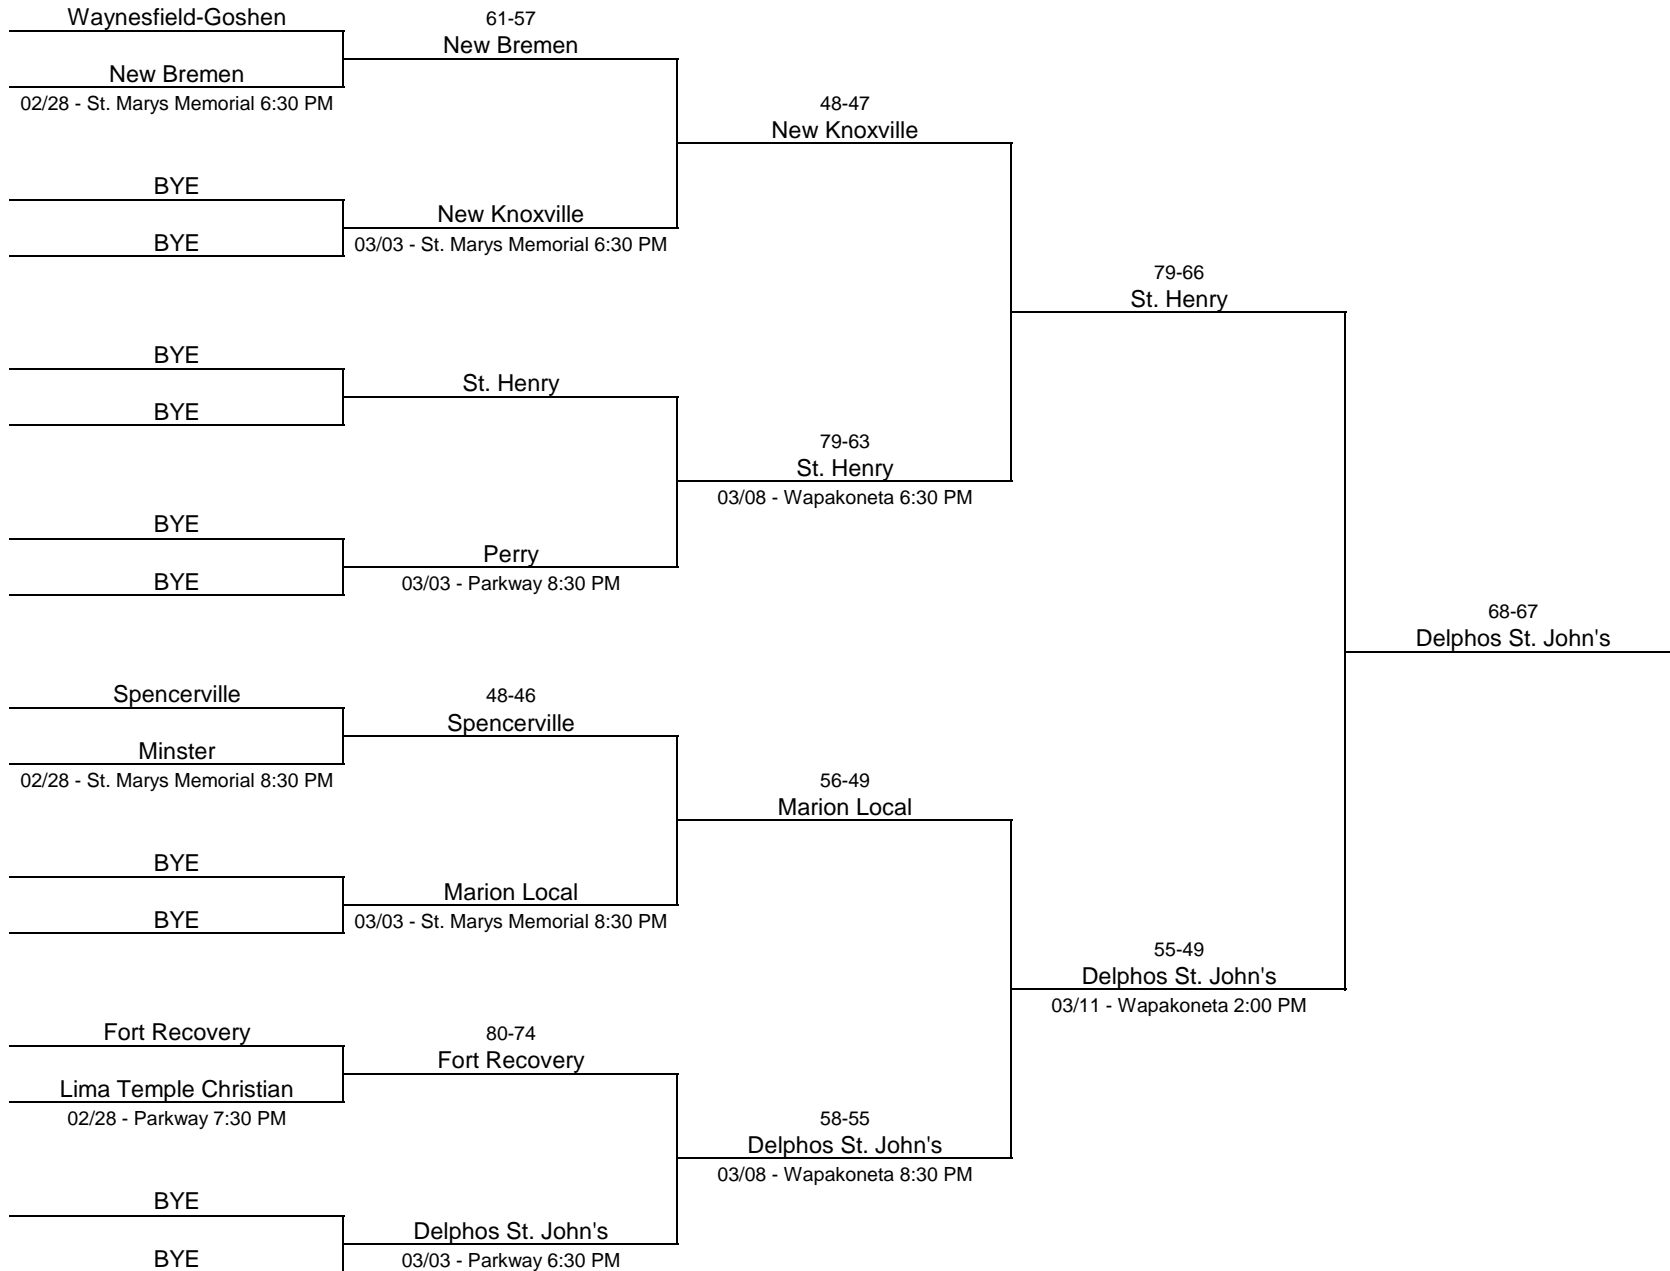 Waynesfield-Goshen
New Bremen
02/28 - St. Marys Memorial 6:30 PM
BYE
BYE
BYE
BYE
BYE
BYE
Spencerville
Minster
02/28 - St. Marys Memorial 8:30 PM
BYE
BYE
Fort Recovery
Lima Temple Christian
02/28 - Parkway 7:30 PM
BYE
BYE
61-57
New Bremen
New Knoxville
03/03 - St. Marys Memorial 6:30 PM
St. Henry
Perry
03/03 - Parkway 8:30 PM
48-46
Spencerville
Marion Local
03/03 - St. Marys Memorial 8:30 PM
80-74
Fort Recovery
Delphos St. John's
03/03 - Parkway 6:30 PM
48-47
New Knoxville
79-63
St. Henry
03/08 - Wapakoneta 6:30 PM
56-49
Marion Local
58-55
Delphos St. John's
03/08 - Wapakoneta 8:30 PM
79-66
St. Henry
55-49
Delphos St. John's
03/11 - Wapakoneta 2:00 PM
68-67
Delphos St. John's